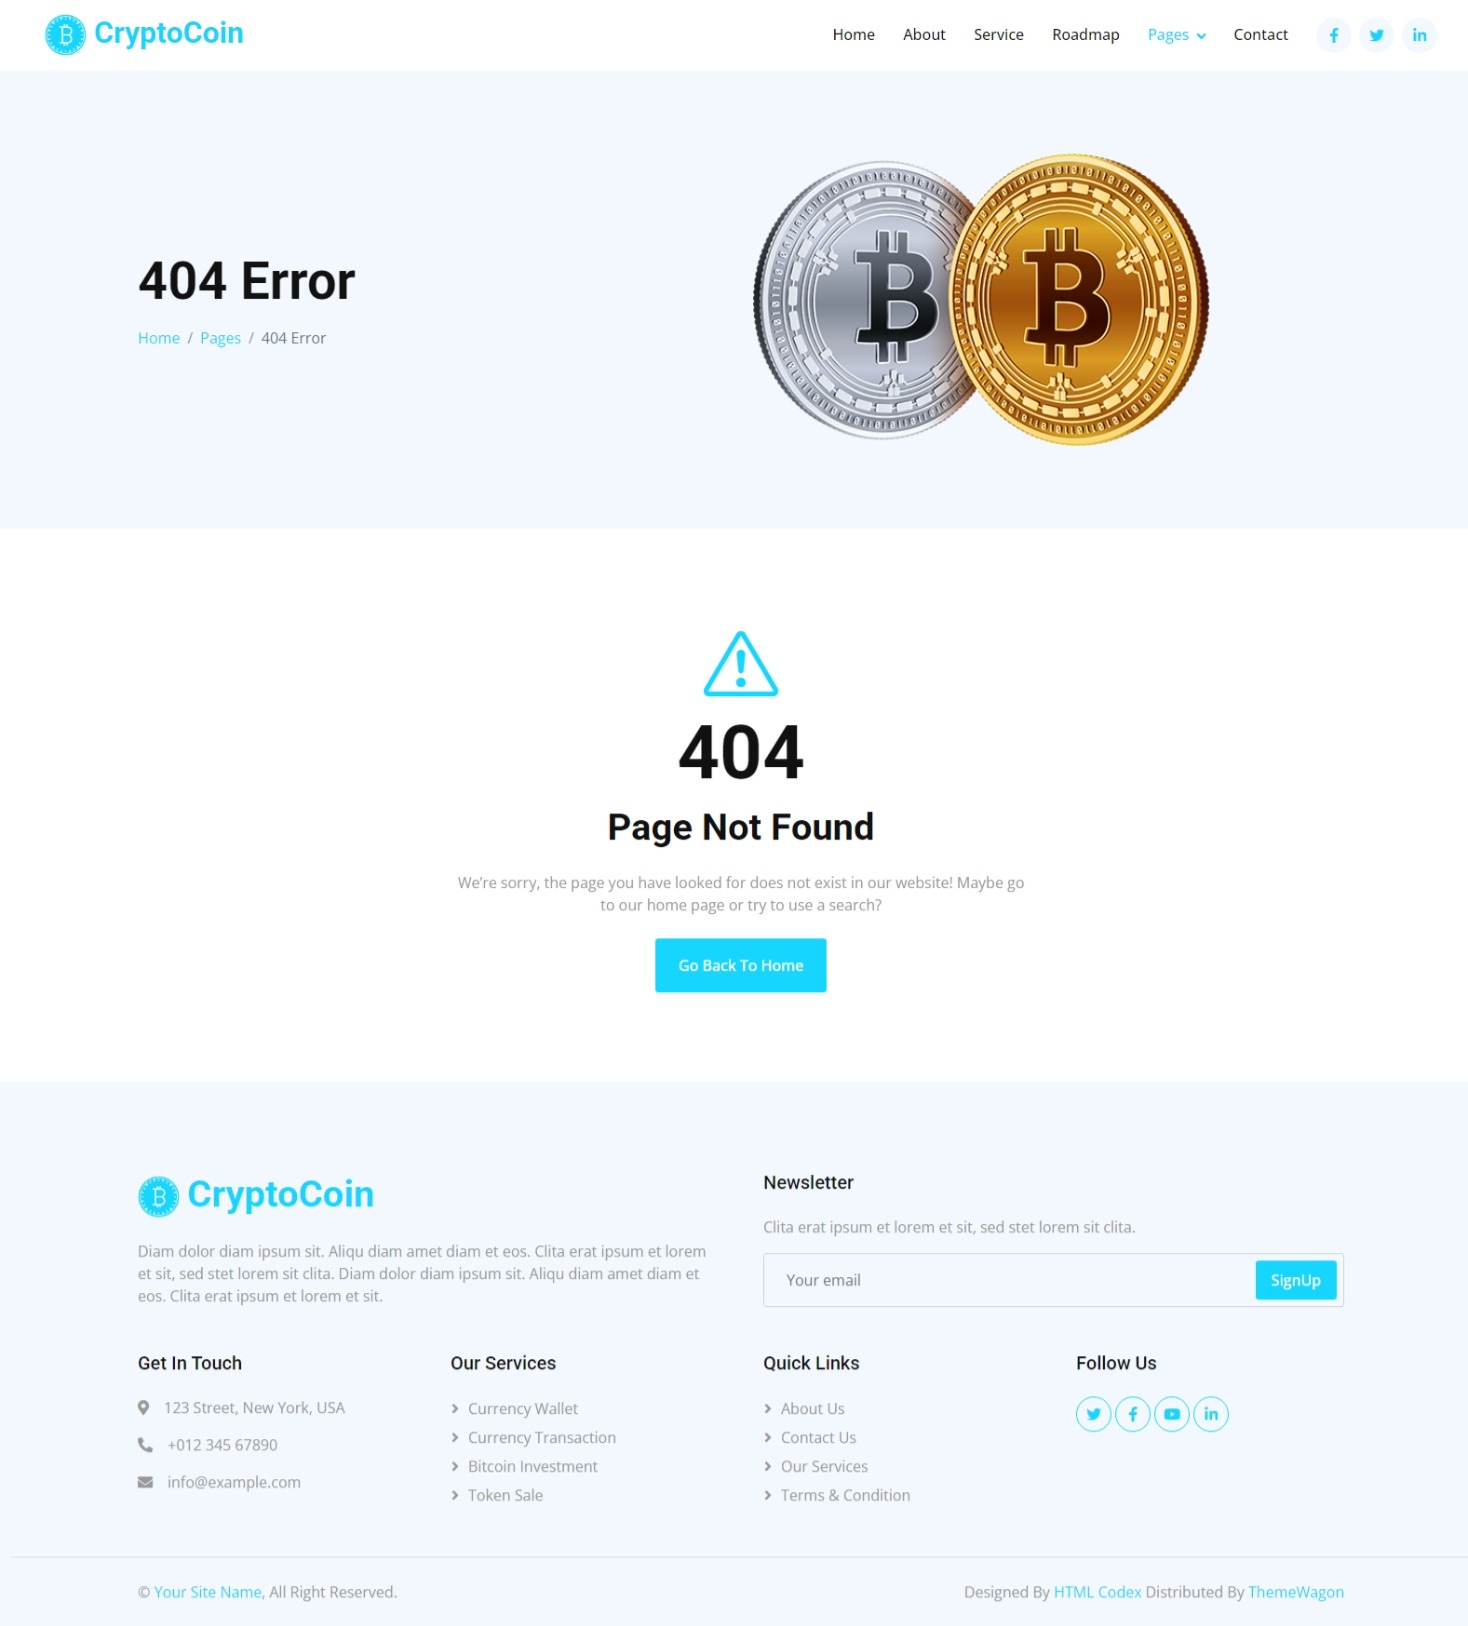 CryptoCoin
Home About Service Roadmap Pages Contact
404 Error
Home / Pages / 404 Error
404
Page Not Found
We’re sorry, the page you have looked for does not exist in our website! Maybe go
to our home page or try to use a search?
Go Back To Home
CryptoCoin
Diam dolor diam ipsum sit. Aliqu diam amet diam et eos. Clita erat ipsum et lorem
et sit, sed stet lorem sit clita. Diam dolor diam ipsum sit. Aliqu diam amet diam et
eos. Clita erat ipsum et lorem et sit.
Newsletter
Clita erat ipsum et lorem et sit, sed stet lorem sit clita.
Your email
SignUp
Get In Touch
123 Street, New York, USA
+012 345 67890
info@example.com
Our Services
Currency Wallet
Currency Transaction
Bitcoin Investment
Token Sale
Quick Links
About Us
Contact Us
Our Services
Terms & Condition
Follow Us
© Your Site Name, All Right Reserved.
Designed By HTML Codex Distributed By ThemeWagon